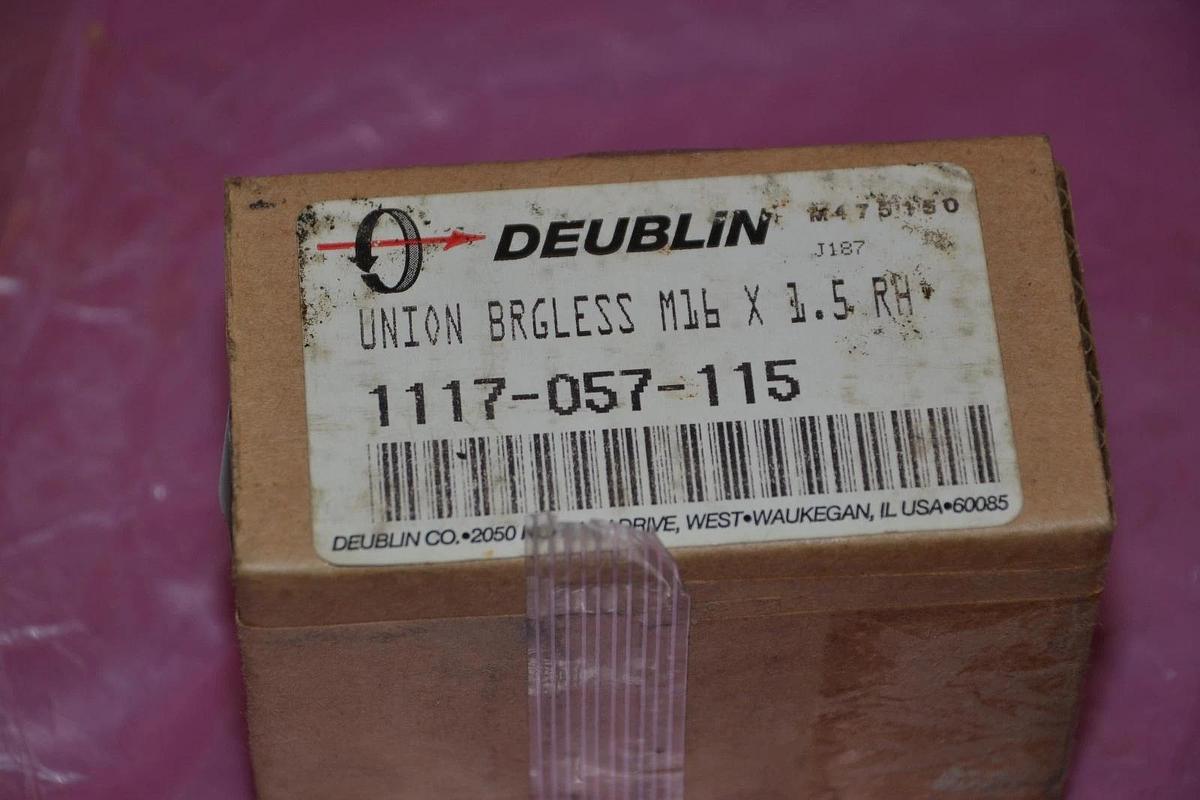 DEUBLIN
M475150
J187
UNION BRGLESS M16 X 1.5 RH
1117-057-115
DEUBLIN CO.•2050 DRIVE, WEST•WAUKEGAN, IL USA•60085